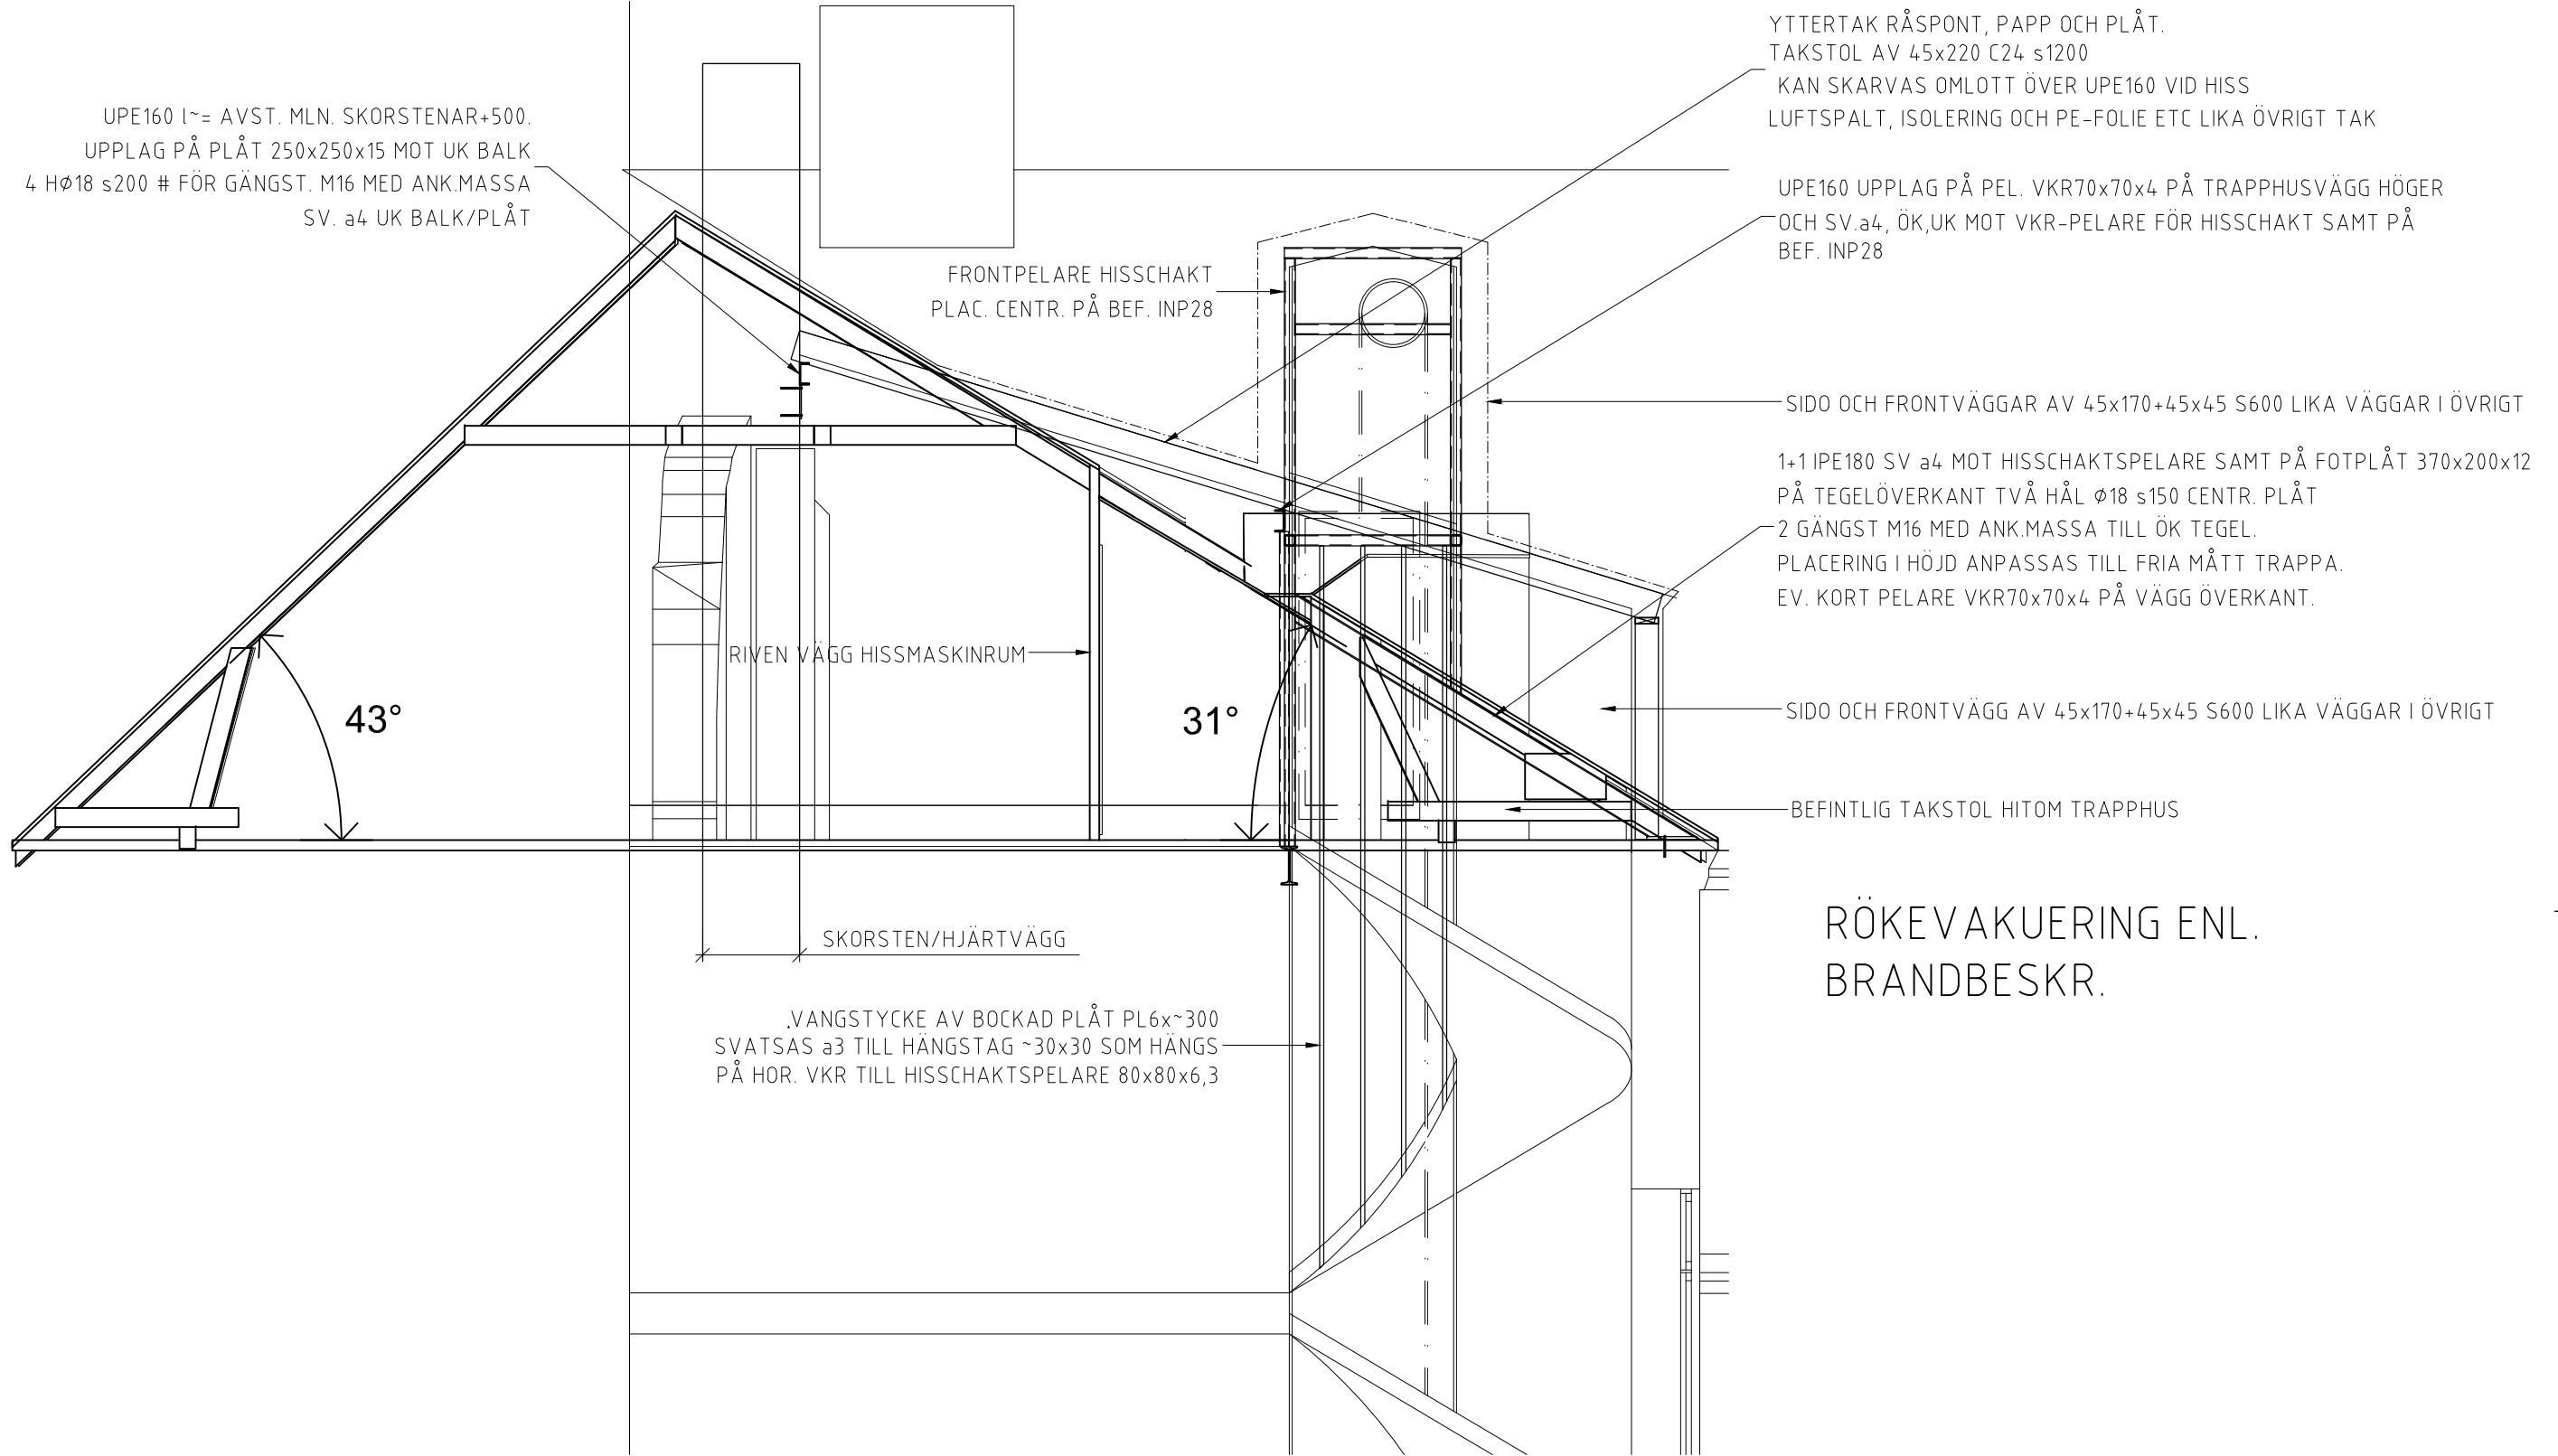 UPE160 l~= AVST. MLN. SKORSTENAR+500.
UPPLAG PÅ PLÅT 250x250x15 MOT UK BALK
4 HØ18 s200 # FÖR GÄNGST. M16 MED ANK.MASSA
SV. a4 UK BALK/PLÅT
YTTERTAK RÅSPONT, PAPP OCH PLÅT.
TAKSTOL AV 45x220 C24 s1200
KAN SKARVAS OMLOTT ÖVER UPE160 VID HISS
LUFTSPALT, ISOLERING OCH PE-FOLIE ETC LIKA ÖVRIGT TAK
UPE160 UPPLAG PÅ PEL. VKR70x70x4 PÅ TRAPPHUSVÄGG HÖGER
OCH SV.a4, ÖK,UK MOT VKR-PELARE FÖR HISSCHAKT SAMT PÅ
BEF. INP28
FRONTPELARE HISSCHAKT
PLAC. CENTR. PÅ BEF. INP28
SIDO OCH FRONTVÄGGAR AV 45x170+45x45 S600 LIKA VÄGGAR I ÖVRIGT
1+1 IPE180 SV a4 MOT HISSCHAKTSPELARE SAMT PÅ FOTPLÅT 370x200x12
PÅ TEGELÖVERKANT TVÅ HÅL Ø18 s150 CENTR. PLÅT
2 GÄNGST M16 MED ANK.MASSA TILL ÖK TEGEL.
PLACERING I HÖJD ANPASSAS TILL FRIA MÅTT TRAPPA.
EV. KORT PELARE VKR70x70x4 PÅ VÄGG ÖVERKANT.
RIVEN VÄGG HISSMASKINRUM
43°
31°
SIDO OCH FRONTVÄGG AV 45x170+45x45 S600 LIKA VÄGGAR I ÖVRIGT
BEFINTLIG TAKSTOL HITOM TRAPPHUS
SKORSTEN/HJÄRTVÄGG
RÖKEVAKUERING ENL.
BRANDBESKR.
.VANGSTYCKE AV BOCKAD PLÅT PL6x~300
SVATSAS a3 TILL HÄNGSTAG ~30x30 SOM HÄNGS
PÅ HOR. VKR TILL HISSCHAKTSPELARE 80x80x6,3